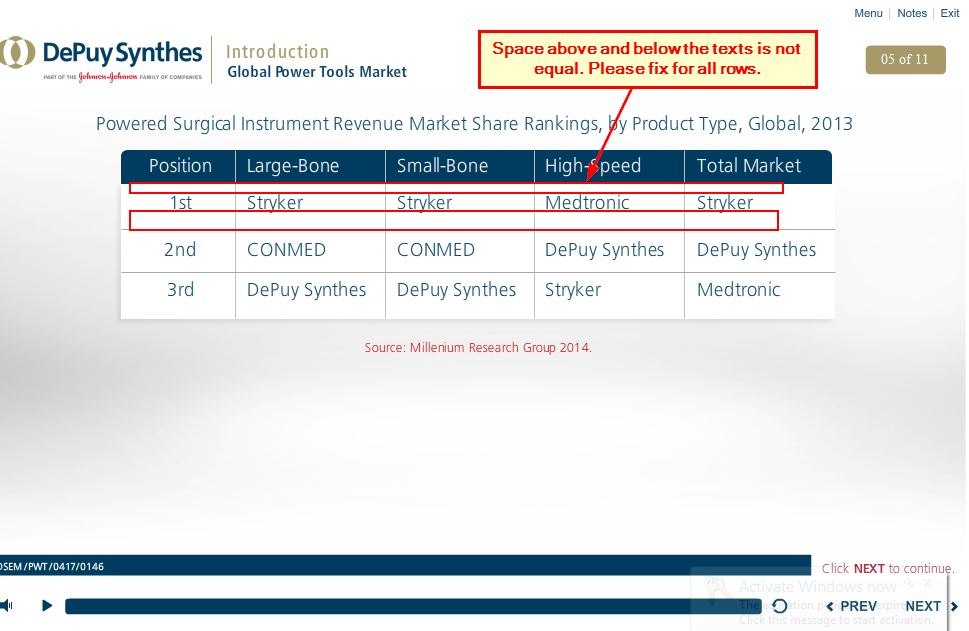 Menu | Notes | Exit
DePuy Synthes
PART OF THE Johnson-Johnson FAMILY OF COMPANIES
Introduction
Global Power Tools Market
Space above and below the texts is not
equal. Please fix for all rows.
05 of 11
Powered Surgical Instrument Revenue Market Share Rankings, by Product Type, Global, 2013
Position Large-Bone Small-Bone High-Speed Total Market
1st Stryker Stryker Medtronic Stryker
2nd CONMED CONMED DePuy Synthes DePuy Synthes
3rd DePuy Synthes DePuy Synthes Stryker Medtronic
Source: Millenium Research Group 2014.
DSEM/PWT/0417/0146
Click NEXT to continue.
Activate Windows now
PREV NEXT
Click this message to start activation.